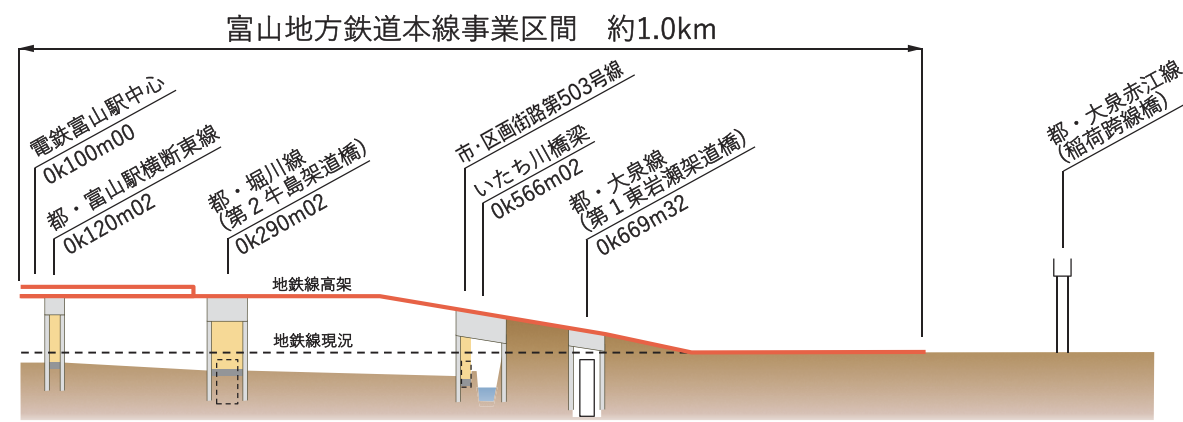 富山地方鉄道本線事業区間　約1.0km
電鉄富山駅中心
0k100m00
都・富山駅横断東線
0k120m02
都・堀川線
(第2牛島架道橋)
0k290m02
市・区画街路第503号線
いたち川橋梁
0k566m02
都・大泉線
(第1東岩瀬架道橋)
0k669m32
都・大泉赤江線
(稲荷跨線橋)
地鉄線高架
地鉄線現況